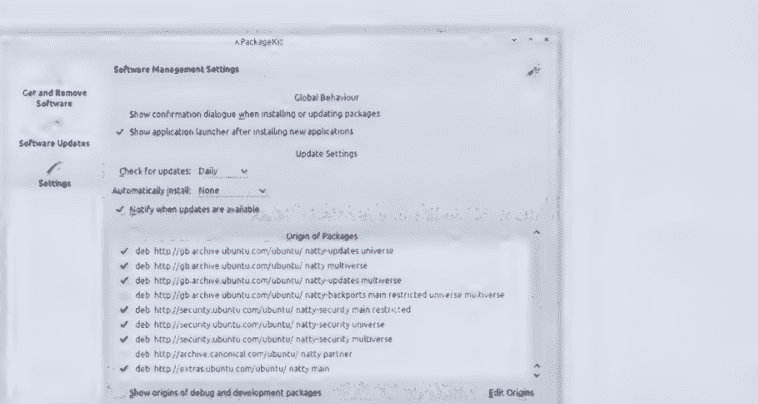 PackageKit
Software Management Settings
Get and Remove
Software
Global Behaviour
Show confirmation dialogue when installing or updating packages
Show application launcher after installing new applications
Software Updates
Update Settings
Check for updates: Daily
Settings
Automatically install: None
Notify when updates are available
Origin of Packages
deb http://gb.archive.ubuntu.com/ubuntu/ natty-updates universe
deb http://gb.archive.ubuntu.com/ubuntu/ natty multiverse
deb http://gb.archive.ubuntu.com/ubuntu/ natty-updates multiverse
deb http://gb.archive.ubuntu.com/ubuntu/ natty-backports main restricted universe multiverse
deb http://security.ubuntu.com/ubuntu/ natty-security main restricted
deb http://security.ubuntu.com/ubuntu/ natty-security universe
deb http://security.ubuntu.com/ubuntu/ natty-security multiverse
deb http://archive.canonical.com/ubuntu/ natty partner
deb http://extras.ubuntu.com/ubuntu/ natty main
Show origins of debug and development packages
Edit Origins